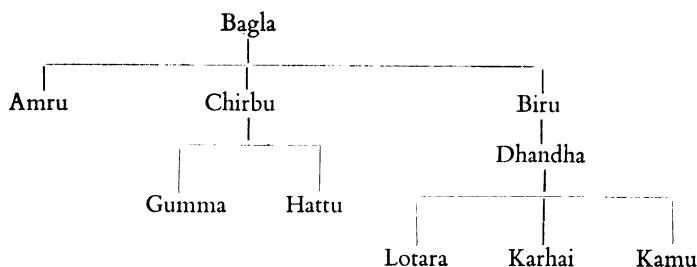 Bagla
Amru Chirbu Biru
Dhandha
Gumma Hattu
Lotara Karhai Kamu